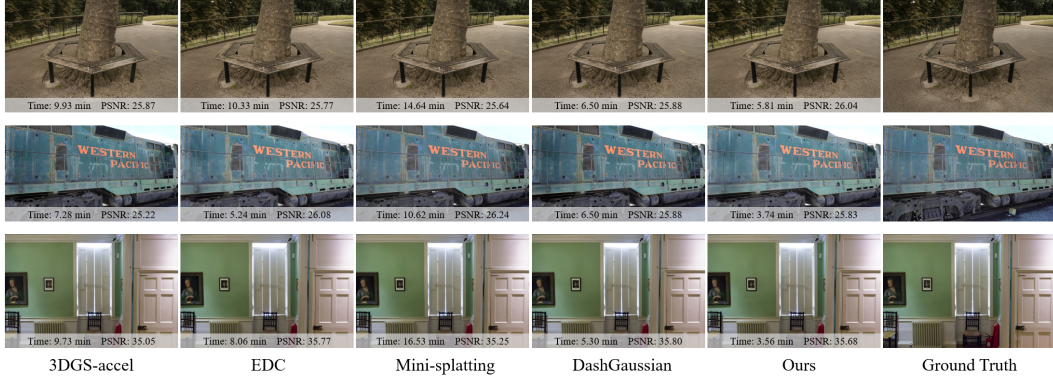 Time: 9.93 min PSNR: 25.87
Time: 10.33 min PSNR: 25.77
Time: 14.64 min PSNR: 25.64
Time: 6.50 min PSNR: 25.88
Time: 5.81 min PSNR: 26.04
WESTERN
PACIFIC
WESTERN
PACIFIC
WESTERN
PACIFIC
WESTERN
PACIFIC
WESTERN
PACIFIC
WESTERN
PACIFIC
Time: 7.28 min PSNR: 25.22
Time: 5.24 min PSNR: 26.08
Time: 10.62 min PSNR: 26.24
Time: 6.50 min PSNR: 25.88
Time: 3.74 min PSNR: 25.83
Time: 9.73 min PSNR: 35.05
Time: 8.06 min PSNR: 35.77
Time: 16.53 min PSNR: 35.25
Time: 5.30 min PSNR: 35.80
Time: 3.56 min PSNR: 35.68
3DGS-accel
EDC
Mini-splatting
DashGaussian
Ours
Ground Truth